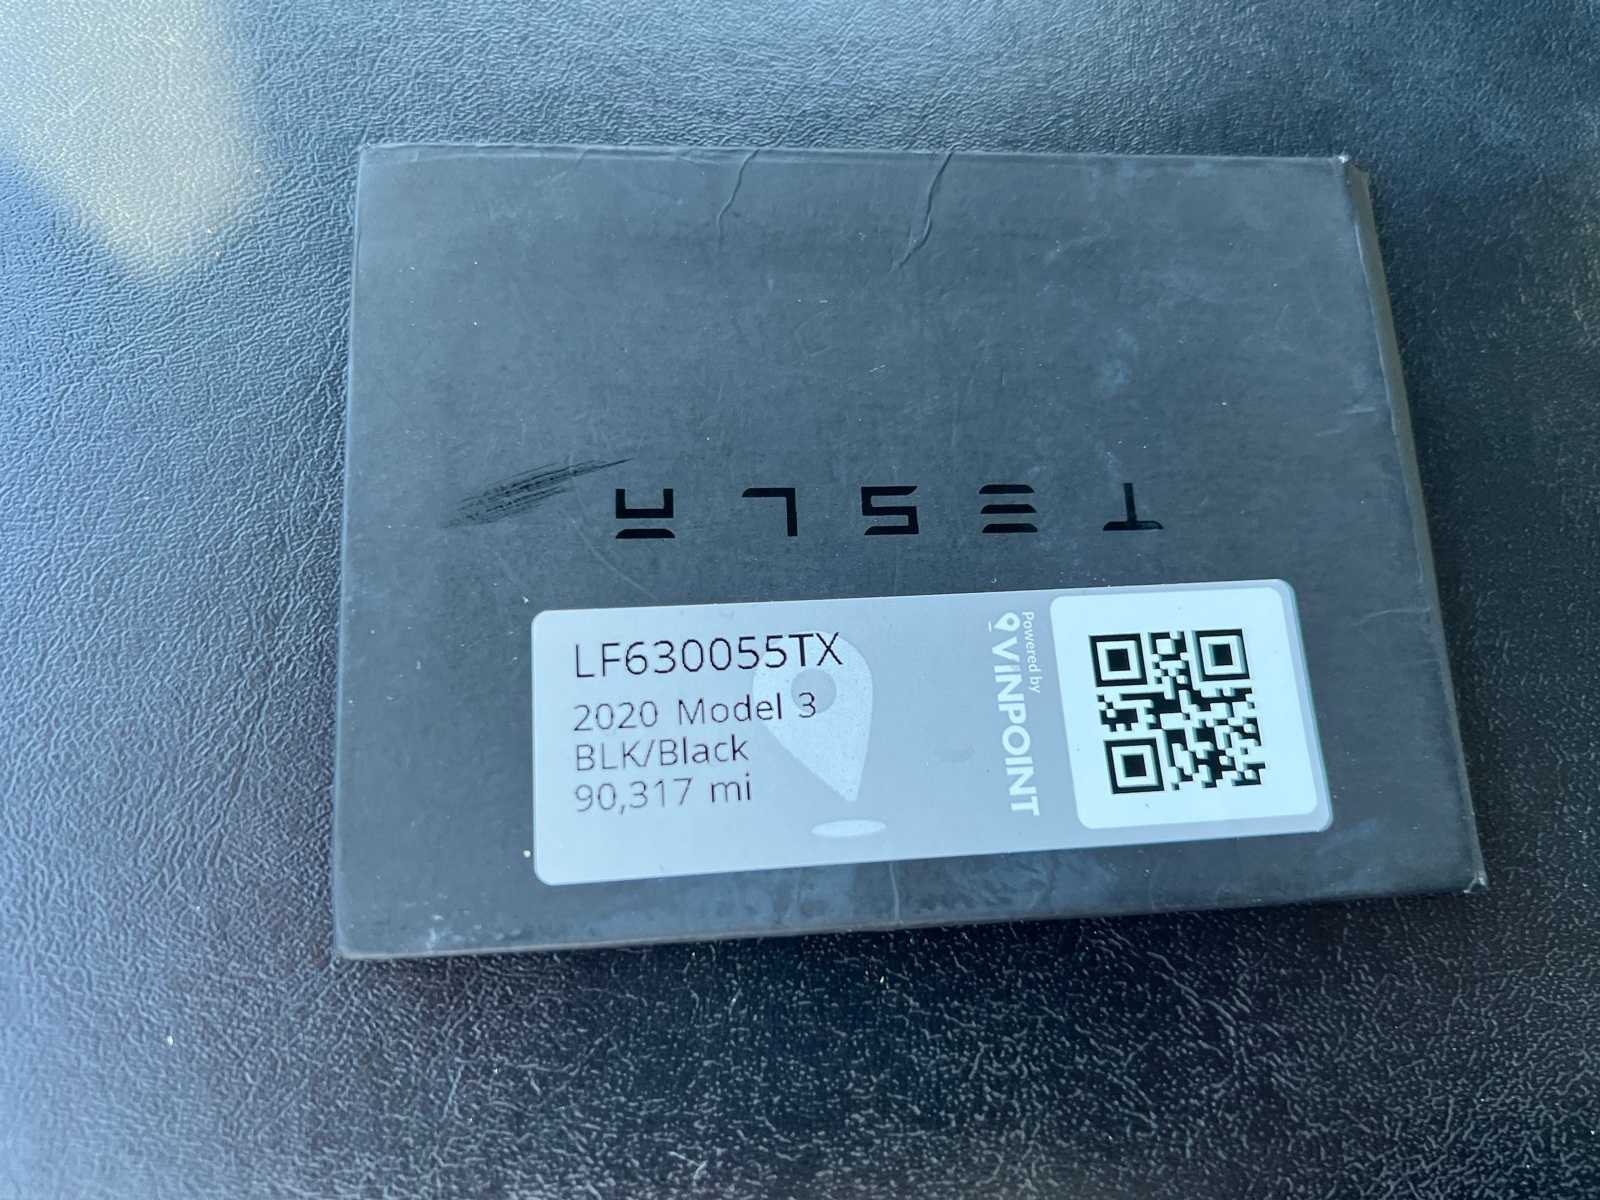 TESLA
LF630055TX
2020 Model 3
BLK/Black
90,317 mi
Powered by
VINPOINT